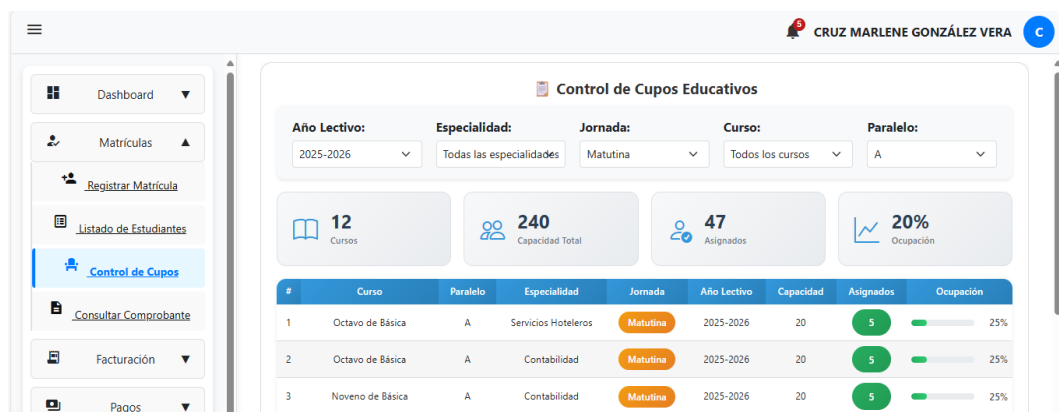 5
CRUZ MARLENE GONZÁLEZ VERA
C
Dashboard ▼
Matrículas ▲
Registrar Matrícula
Listado de Estudiantes
Control de Cupos
Consultar Comprobante
Facturación ▼
Pagos ▼
Control de Cupos Educativos
Año Lectivo: Especialidad: Jornada: Curso: Paralelo:
2025-2026 Todas las especialidades Matutina Todos los cursos A
12 240 47 20%
Cursos Capacidad Total Asignados Ocupación
# Curso Paralelo Especialidad Jornada Año Lectivo Capacidad Asignados Ocupación
1 Octavo de Básica A Servicios Hoteleros Matutina 2025-2026 20 5 25%
2 Octavo de Básica A Contabilidad Matutina 2025-2026 20 5 25%
3 Noveno de Básica A Contabilidad Matutina 2025-2026 20 5 25%